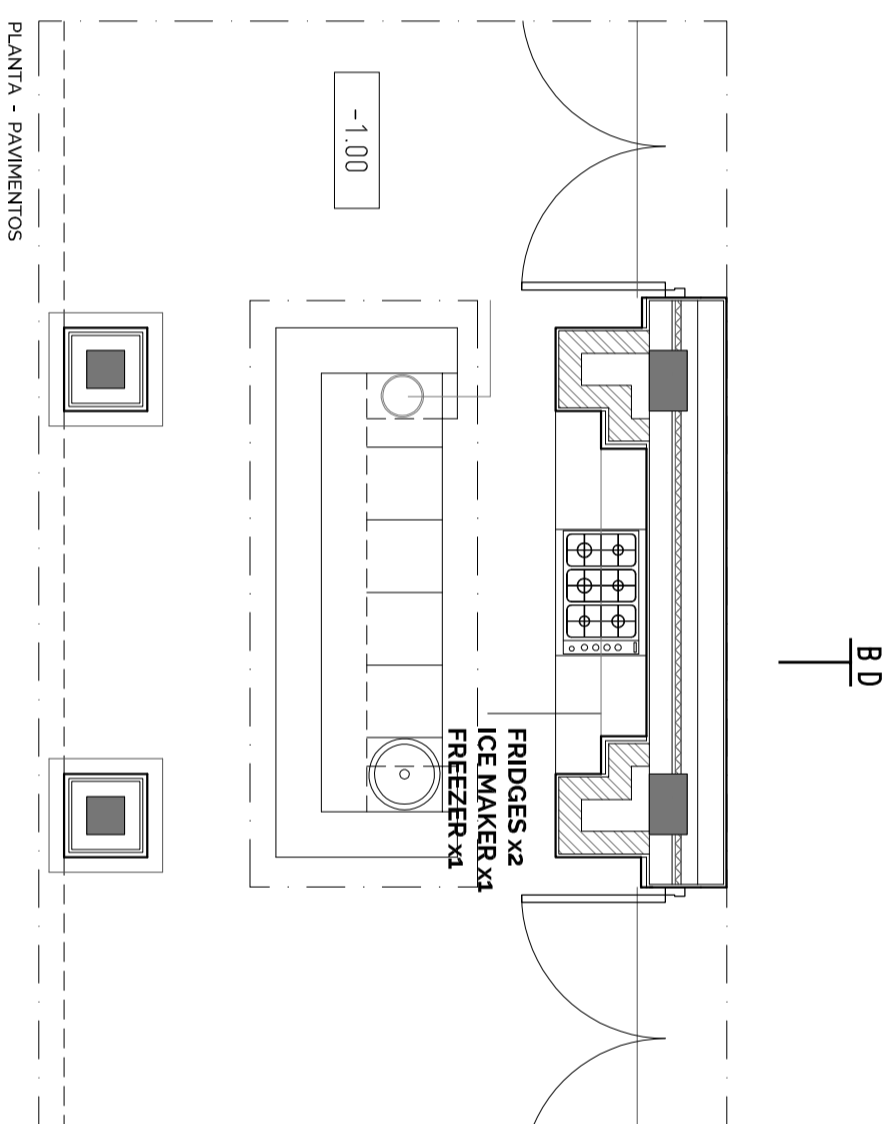 B D
-1.00
FRIDGES x2
ICE MAKER x1
FREEZER x1
PLANTA - PAVIMENTOS